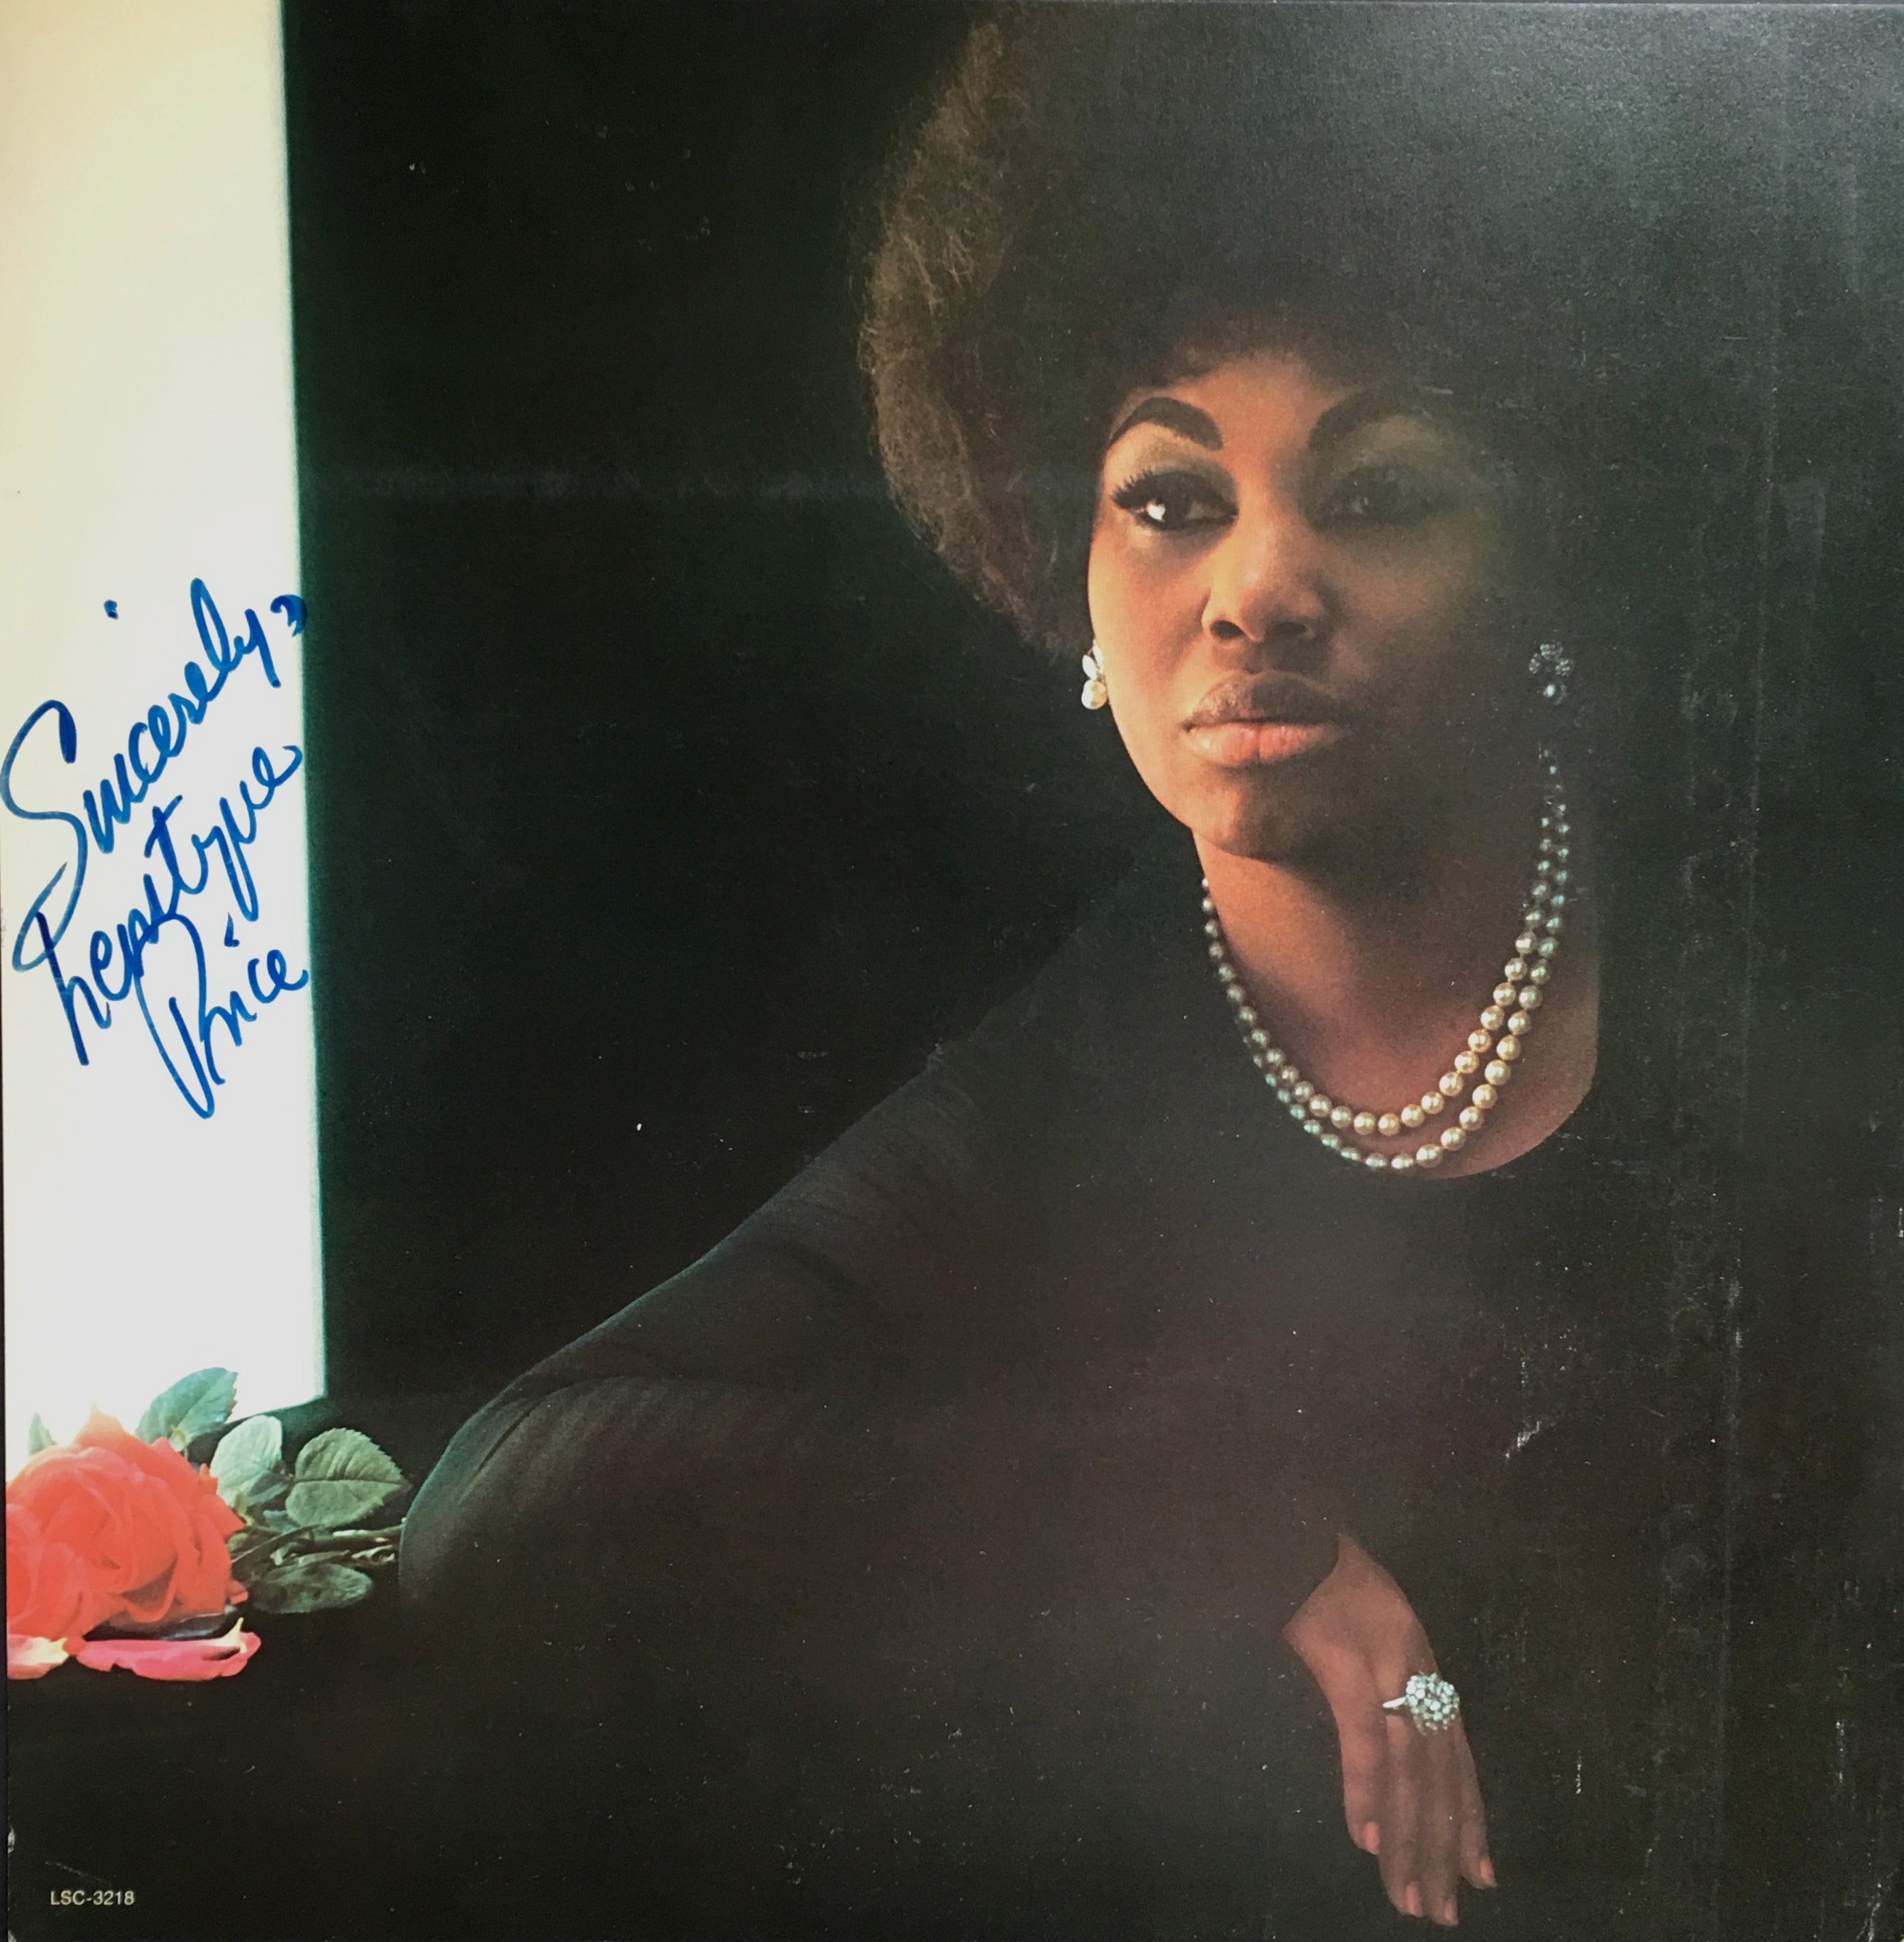 Sincerely,
Leontyne
Price
LSC-3218